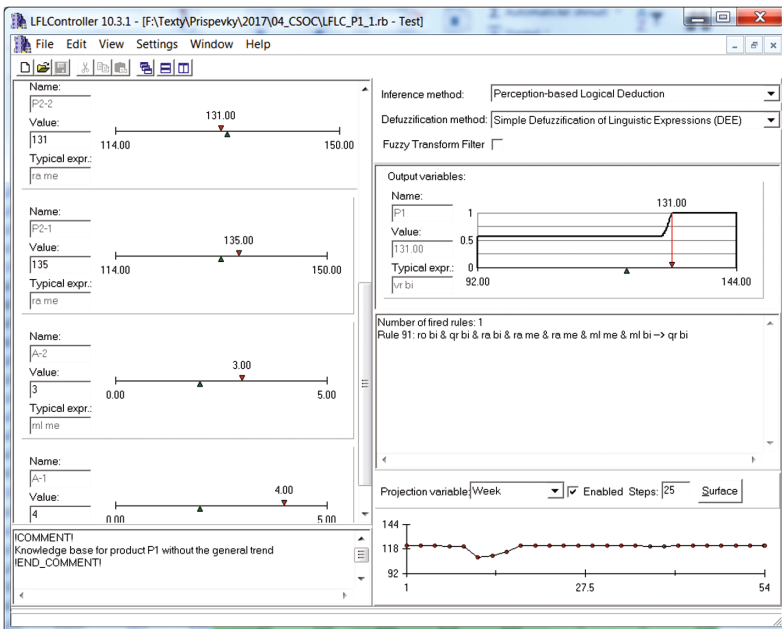 LFLController 10.3.1 - [F:\Texty\Prispevky\2017\04_CSOC\LFLC_P1_1.rb - Test]
File Edit View Settings Window Help
Name:
P2-2
Value:
131
Typical expr.:
ra me
131.00
114.00 150.00
Name:
P2-1
Value:
135
Typical expr.:
ra me
135.00
114.00 150.00
Name:
A-2
Value:
3
Typical expr.:
ml me
3.00
0.00 5.00
Name:
A-1
Value:
4
4.00
0.00 5.00
!COMMENT!
Knowledge base for product P1 without the general trend
!END_COMMENT!
Inference method: Perception-based Logical Deduction
Defuzzification method: Simple Defuzzification of Linguistic Expressions (DEE)
Fuzzy Transform Filter
Output variables:
Name:
P1
Value:
131.00
Typical expr.:
vr bi
131.00
1
0.5
0
92.00 144.00
Number of fired rules: 1
Rule 91: ro bi & qr bi & ra bi & ra me & ra me & ml me & ml bi -> qr bi
Projection variable: Week Enabled Steps: 25 Surface
144
118
92
1 27.5 54